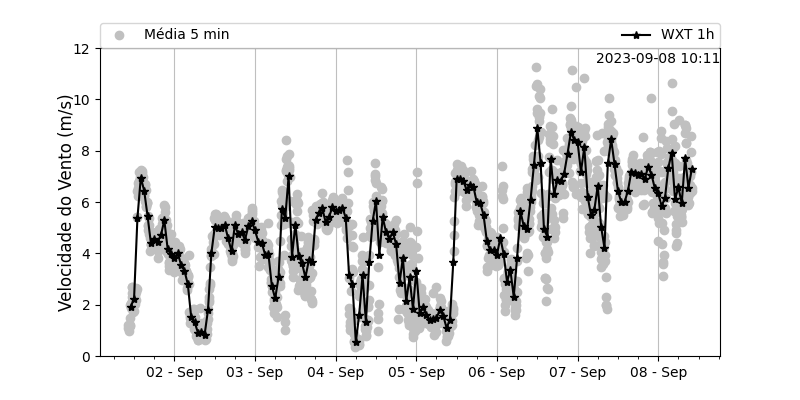 Média 5 min
WXT 1h
2023-09-08 10:11
Velocidade do Vento (m/s)
12
10
8
6
4
2
0
02 - Sep 03 - Sep 04 - Sep 05 - Sep 06 - Sep 07 - Sep 08 - Sep